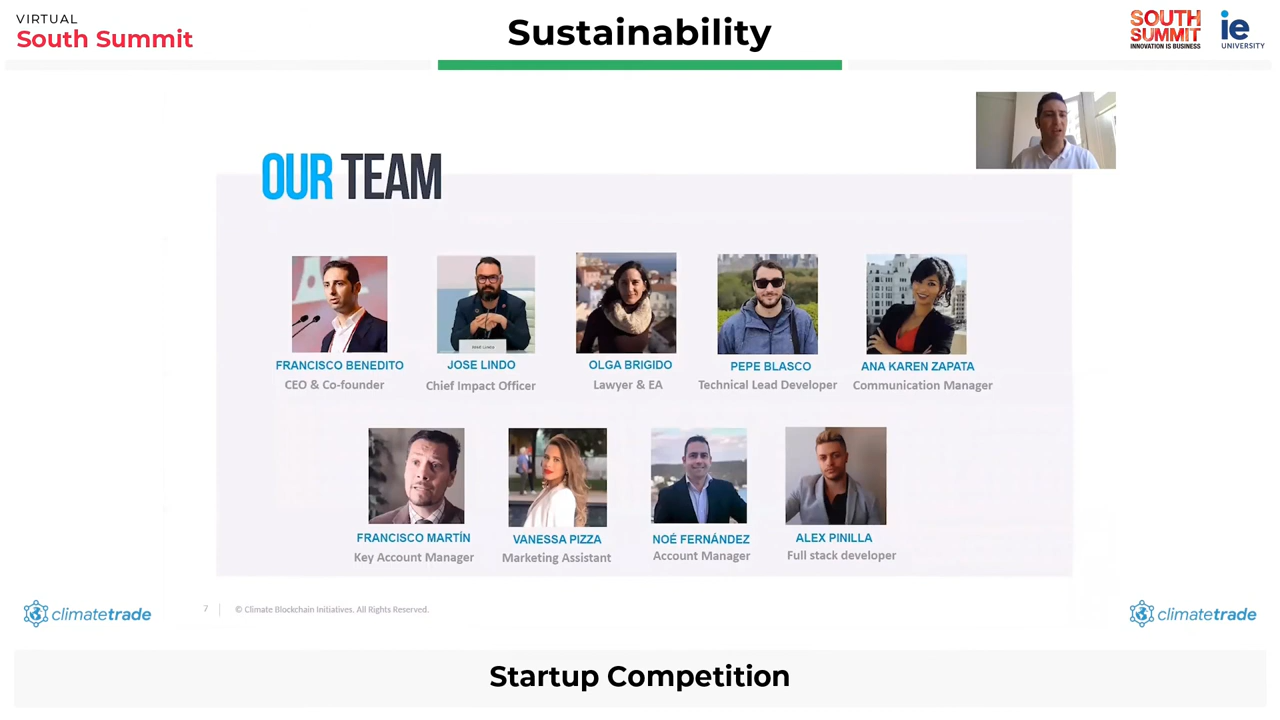 VIRTUAL
South Summit
Sustainability
SOUTH
SUMMIT
INNOVATION IS BUSINESS
ie
UNIVERSITY
OUR TEAM
FRANCISCO BENEDITO
CEO & Co-founder
JOSE LINDO
Chief Impact Officer
OLGA BRIGIDO
Lawyer & EA
PEPE BLASCO
Technical Lead Developer
ANA KAREN ZAPATA
Communication Manager
FRANCISCO MARTÍN
Key Account Manager
VANESSA PIZZA
Marketing Assistant
NOÉ FERNÁNDEZ
Account Manager
ALEX PINILLA
Full stack developer
climatetrade
7 | © Climate Blockchain Initiatives. All Rights Reserved.
climatetrade
Startup Competition